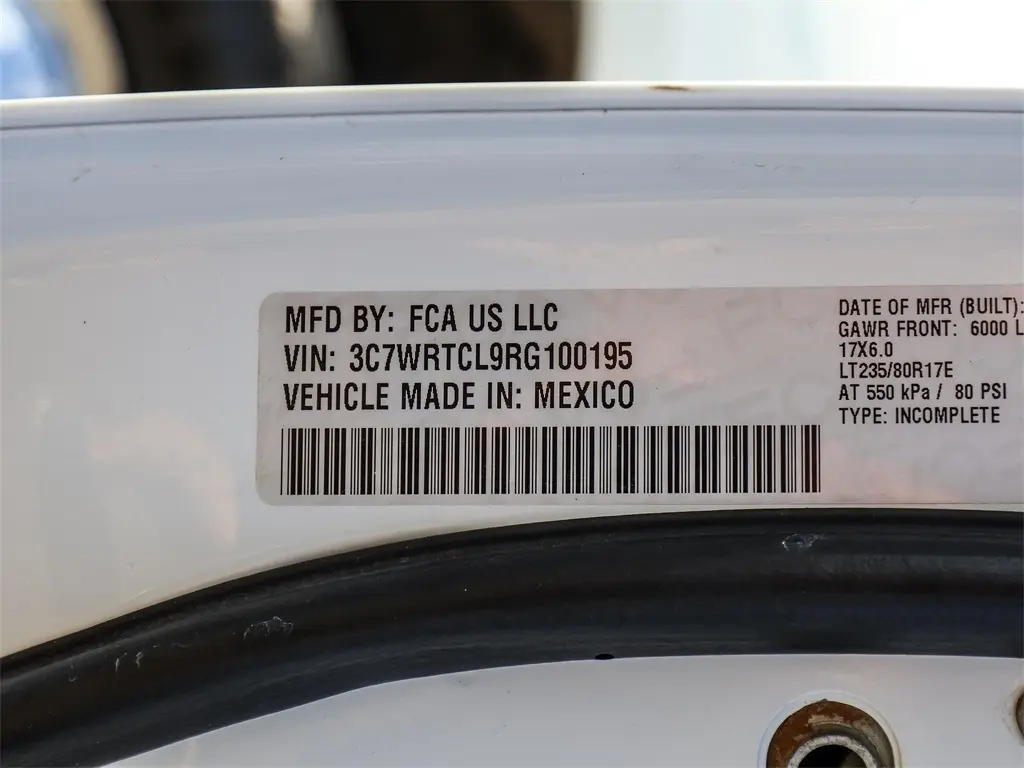 MFD BY: FCA US LLC
VIN: 3C7WRTCL9RG100195
VEHICLE MADE IN: MEXICO
DATE OF MFR (BUILT):
GAWR FRONT: 6000 L
17X6.0
LT235/80R17E
AT 550 kPa / 80 PSI
TYPE: INCOMPLETE